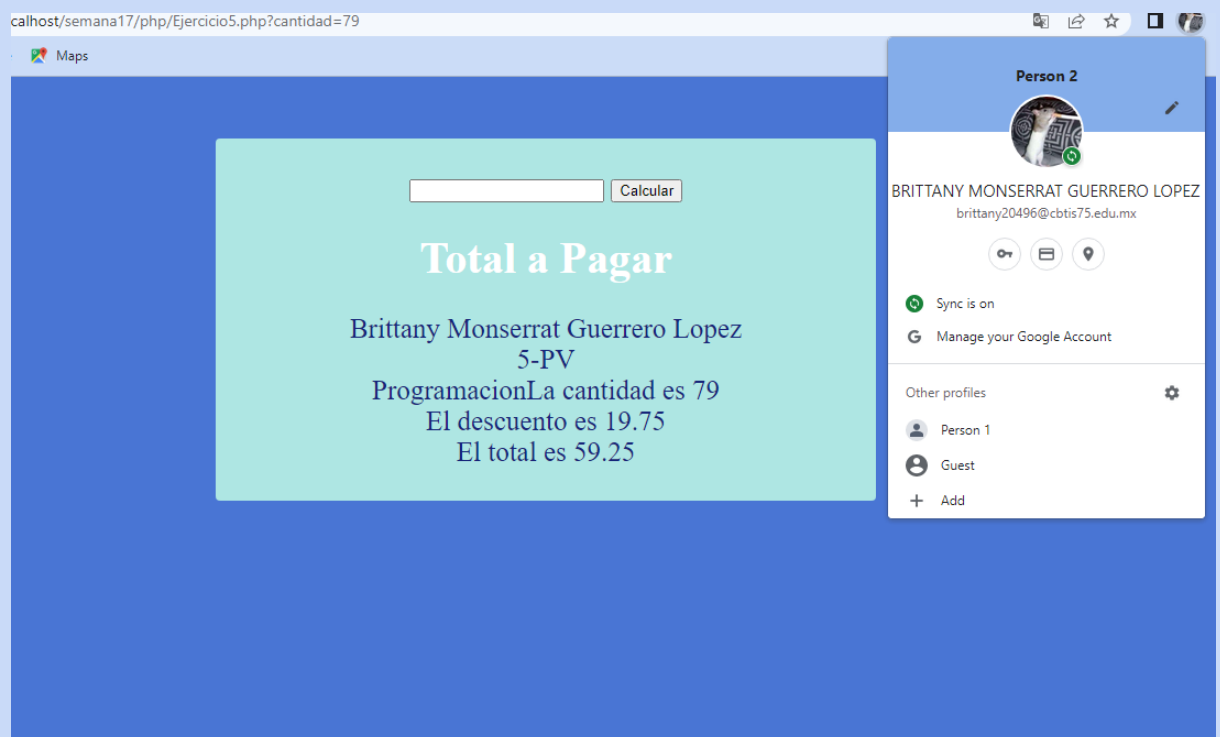 calhost/semana17/php/Ejercicio5.php?cantidad=79
Maps
Calcular
Total a Pagar
Brittany Monserrat Guerrero Lopez
5-PV
ProgramacionLa cantidad es 79
El descuento es 19.75
El total es 59.25
Person 2
BRITTANY MONSERRAT GUERRERO LOPEZ
brittany20496@cbtis75.edu.mx
Sync is on
G Manage your Google Account
Other profiles
Person 1
Guest
Add